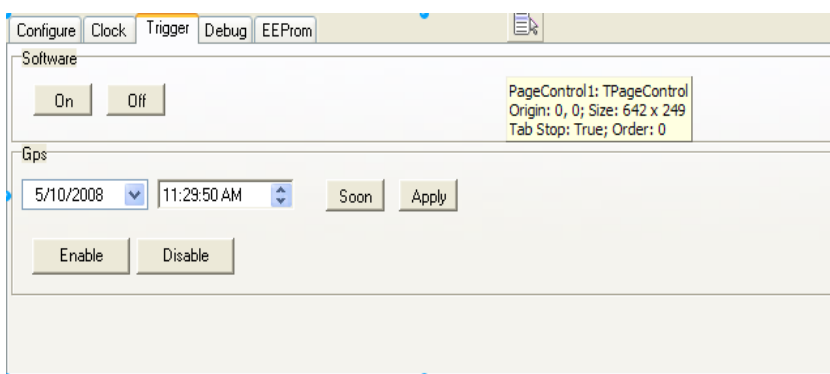 Configure Clock Trigger Debug EEProm
Software
On Off
PageControl1: TPageControl
Origin: 0, 0; Size: 642 x 249
Tab Stop: True; Order: 0
Gps
5/10/2008 11:29:50 AM Soon Apply
Enable Disable